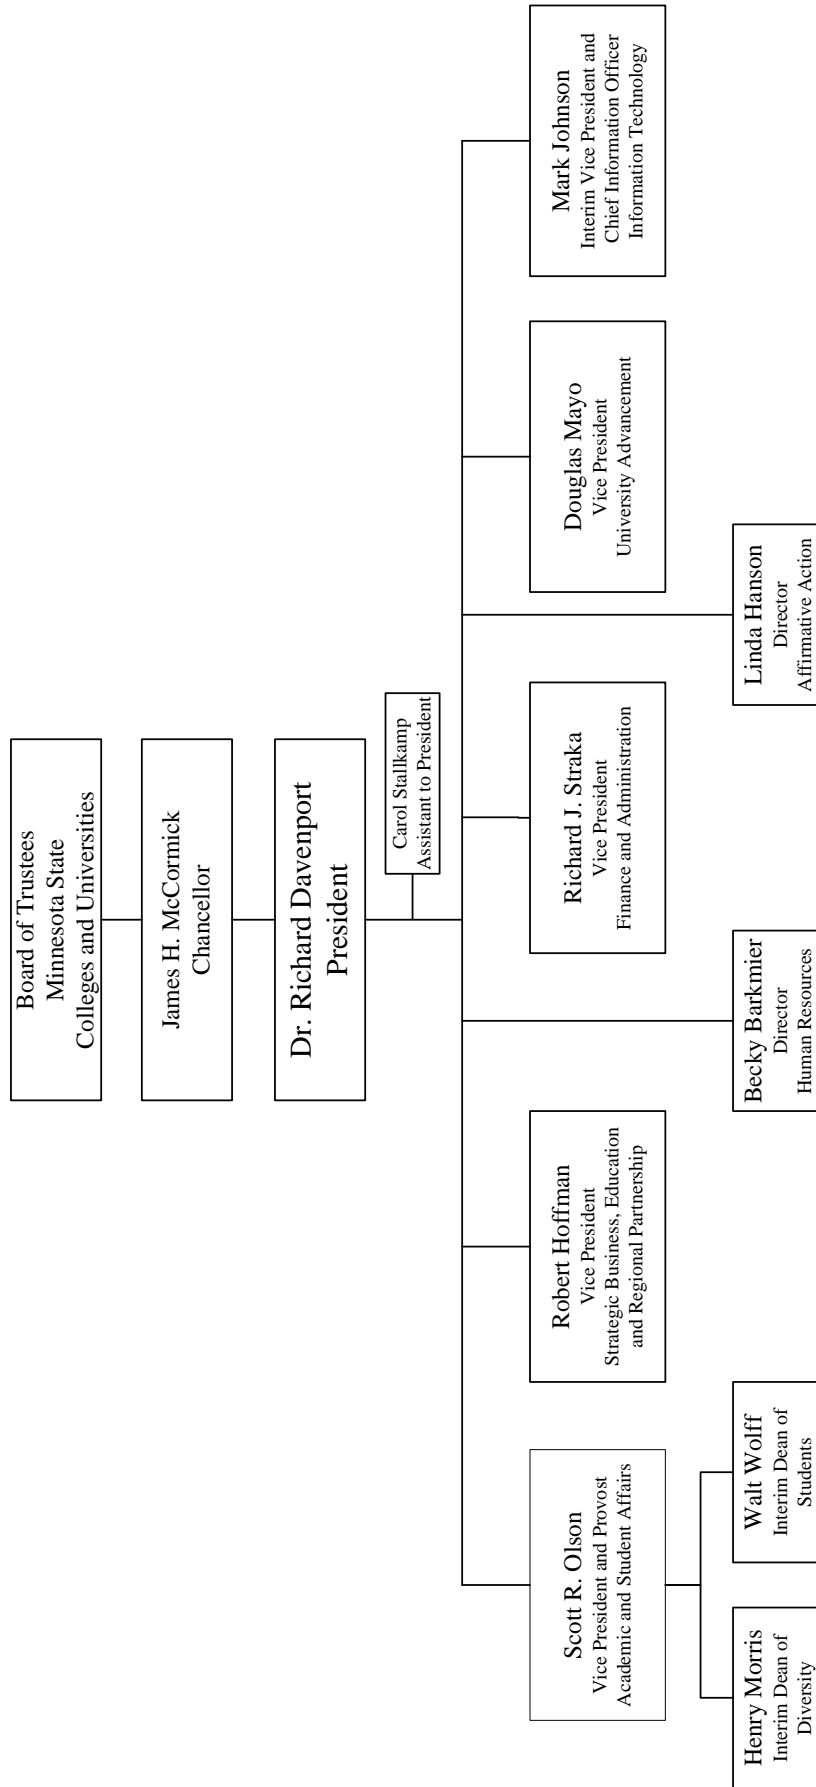 Board of Trustees
Minnesota State
Colleges and Universities
James H. McCormick
Chancellor
Dr. Richard Davenport
President
Carol Stallkamp
Assistant to President
Scott R. Olson
Vice President and Provost
Academic and Student Affairs
Robert Hoffman
Vice President
Strategic Business, Education
and Regional Partnership
Richard J. Straka
Vice President
Finance and Administration
Douglas Mayo
Vice President
University Advancement
Mark Johnson
Interim Vice President and
Chief Information Officer
Information Technology
Henry Morris
Interim Dean of
Diversity
Walt Wolff
Interim Dean of
Students
Becky Barkmier
Director
Human Resources
Linda Hanson
Director
Affirmative Action